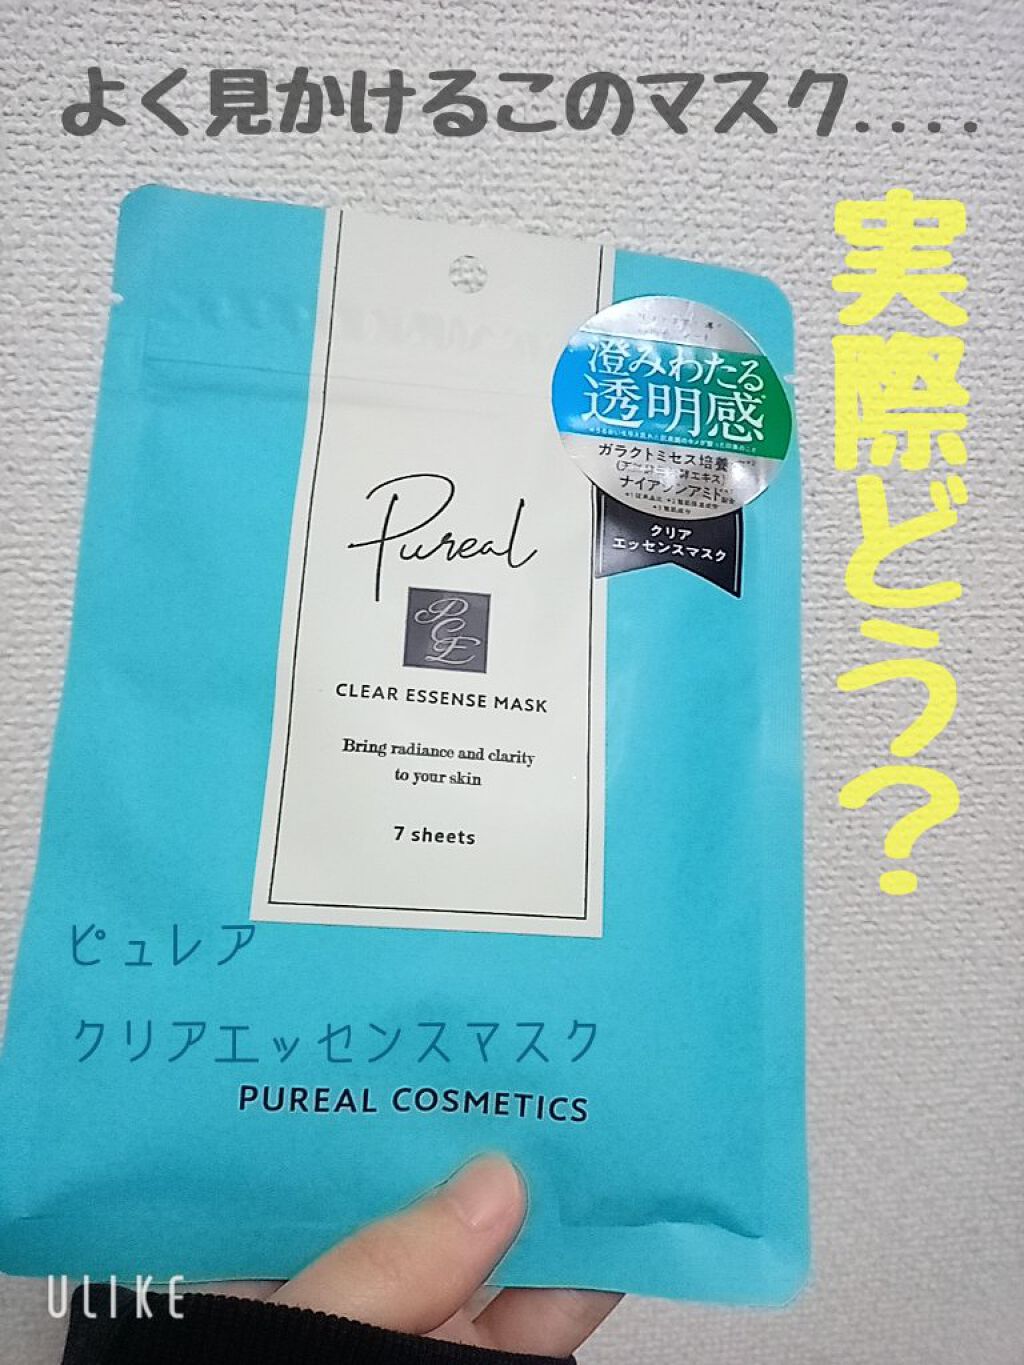 よく見かけるこのマスク....
実際どう?
澄みわたる
透明感
ガラクトミセス培養
ナイアシンアミド
クリア
エッセンスマスク
Pureal
PCE
CLEAR ESSENSE MASK
Bring radiance and clarity
to your skin
7 sheets
ピュレア
クリアエッセンスマスク
PUREAL COSMETICS
ULIKE